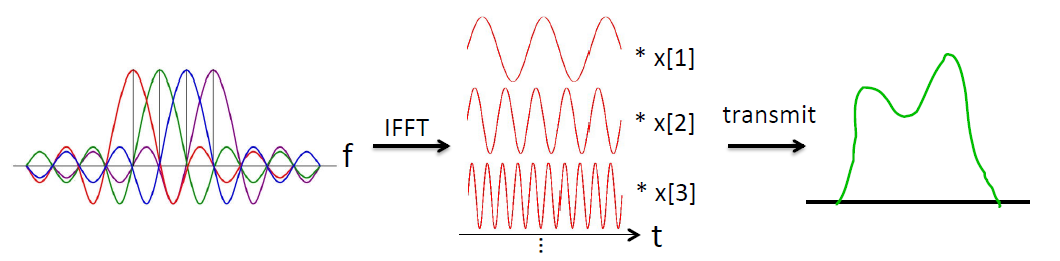 f
IFFT
* x[1]
* x[2]
* x[3]
t
⋮
transmit